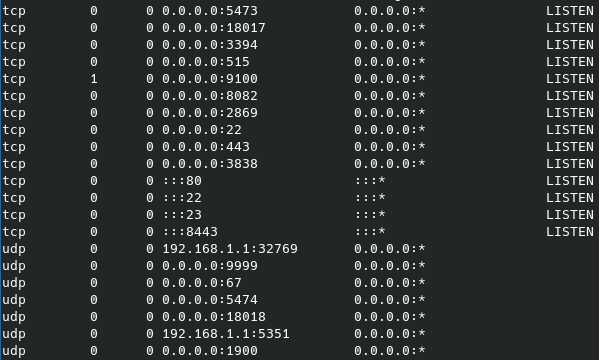 tcp 0 0 0.0.0.0:5473 0.0.0.0:* LISTEN
tcp 0 0 0.0.0.0:18017 0.0.0.0:* LISTEN
tcp 0 0 0.0.0.0:3394 0.0.0.0:* LISTEN
tcp 0 0 0.0.0.0:515 0.0.0.0:* LISTEN
tcp 1 0 0.0.0.0:9100 0.0.0.0:* LISTEN
tcp 0 0 0.0.0.0:8082 0.0.0.0:* LISTEN
tcp 0 0 0.0.0.0:2869 0.0.0.0:* LISTEN
tcp 0 0 0.0.0.0:22 0.0.0.0:* LISTEN
tcp 0 0 0.0.0.0:443 0.0.0.0:* LISTEN
tcp 0 0 0.0.0.0:3838 0.0.0.0:* LISTEN
tcp 0 0 :::80 :::* LISTEN
tcp 0 0 :::22 :::* LISTEN
tcp 0 0 :::23 :::* LISTEN
tcp 0 0 :::8443 :::* LISTEN
udp 0 0 192.168.1.1:32769 0.0.0.0:*
udp 0 0 0.0.0.0:9999 0.0.0.0:*
udp 0 0 0.0.0.0:67 0.0.0.0:*
udp 0 0 0.0.0.0:5474 0.0.0.0:*
udp 0 0 0.0.0.0:18018 0.0.0.0:*
udp 0 0 192.168.1.1:5351 0.0.0.0:*
udp 0 0 0.0.0.0:1900 0.0.0.0:*